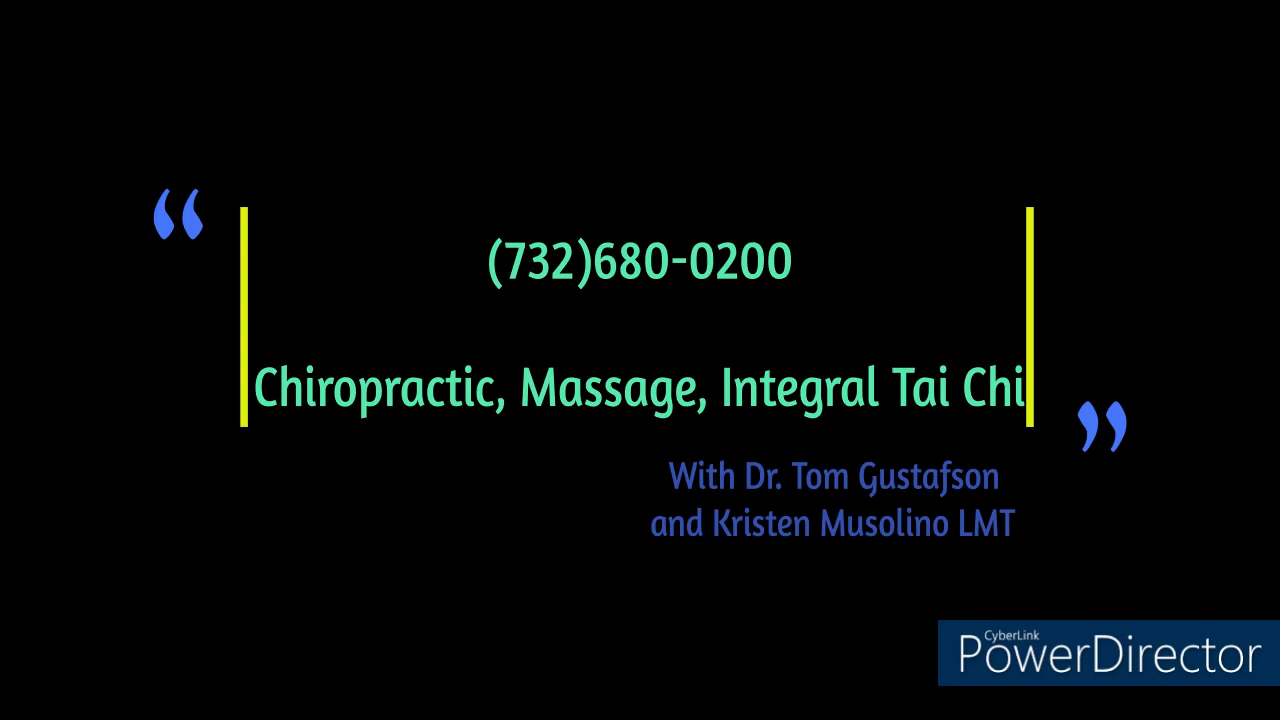 “
(732)680-0200
Chiropractic, Massage, Integral Tai Chi
”
With Dr. Tom Gustafson
and Kristen Musolino LMT
CyberLink
PowerDirector